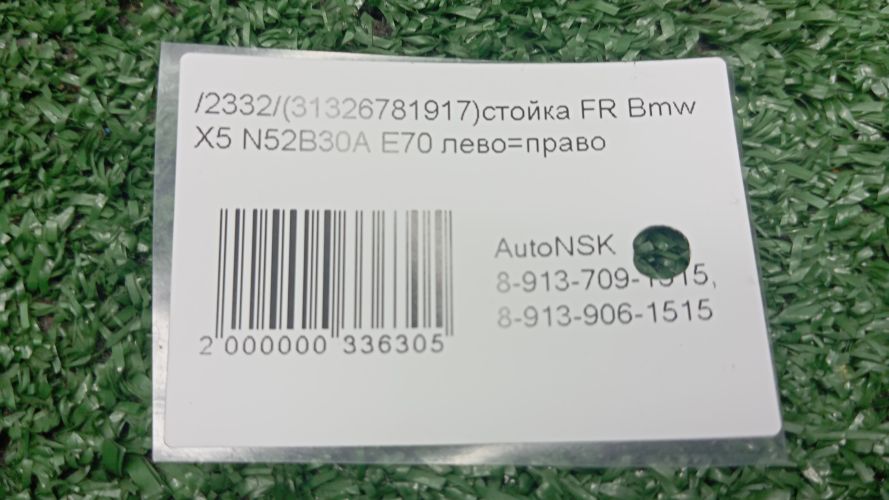 /2332/(31326781917)стойка FR Bmw
X5 N52B30A E70 лево=право
AutoNSK
8-913-709-1515,
8-913-906-1515
2 000000 336305